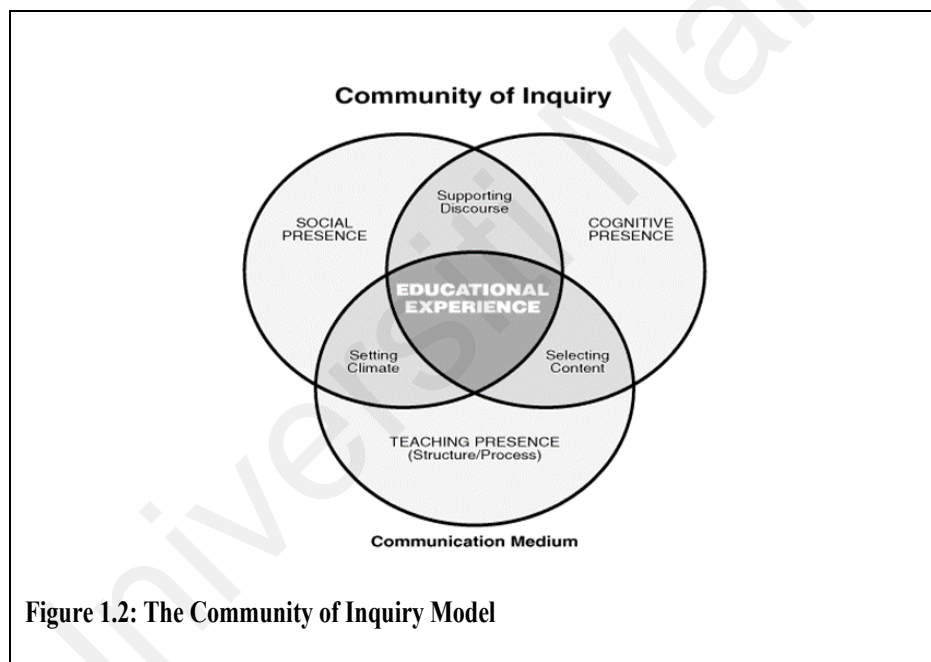 Community of Inquiry
Supporting
Discourse
SOCIAL
PRESENCE
COGNITIVE
PRESENCE
EDUCATIONAL
EXPERIENCE
Setting
Climate
Selecting
Content
TEACHING PRESENCE
(Structure/Process)
Communication Medium
Figure 1.2: The Community of Inquiry Model